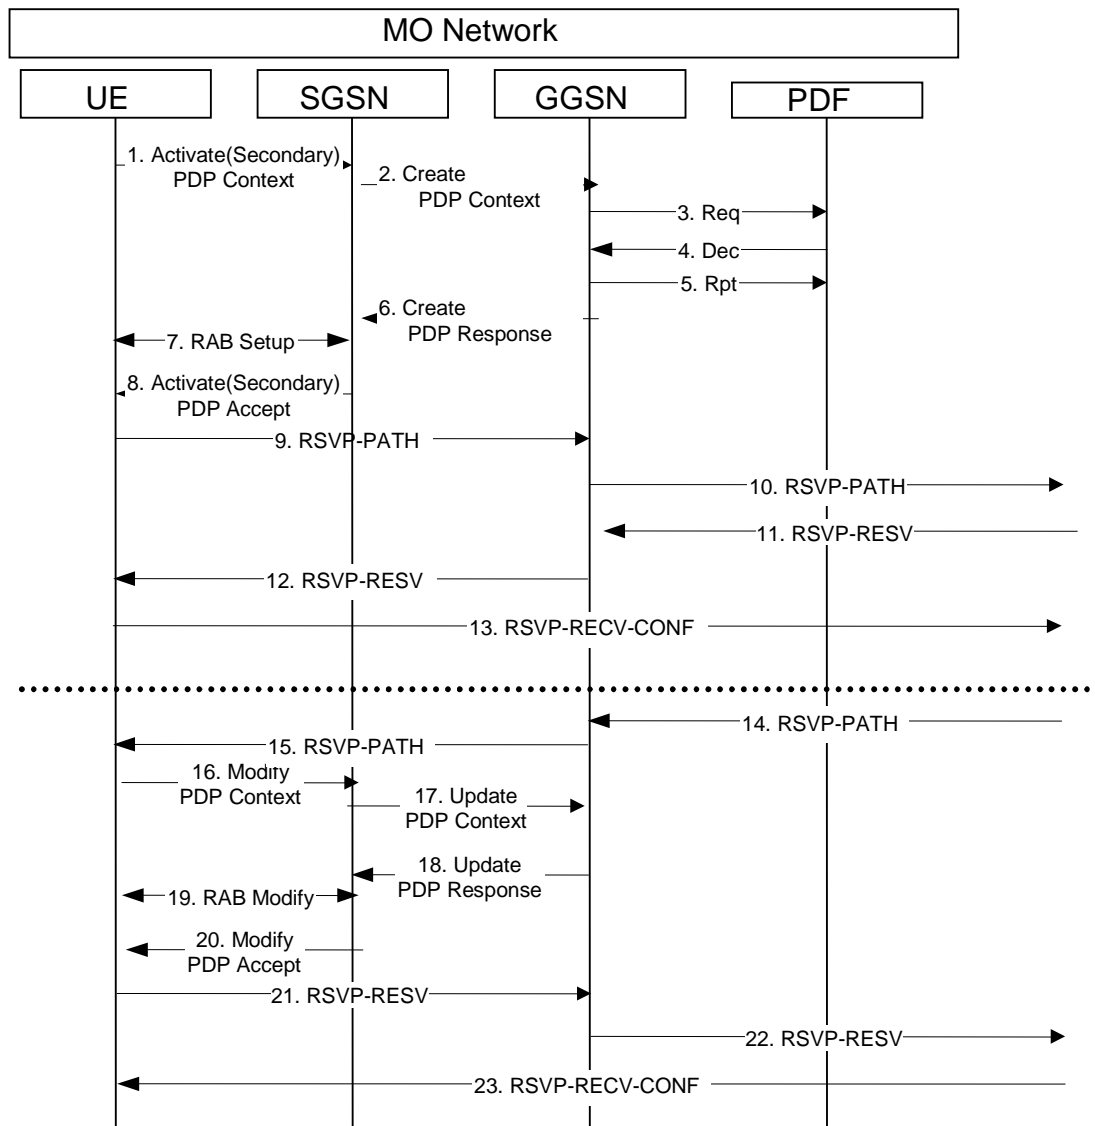 MO Network
UE
SGSN
GGSN
PDF
1. Activate(Secondary)
PDP Context
2. Create
PDP Context
3. Req
4. Dec
5. Rpt
6. Create
PDP Response
7. RAB Setup
8. Activate(Secondary)
PDP Accept
9. RSVP-PATH
10. RSVP-PATH
11. RSVP-RESV
12. RSVP-RESV
13. RSVP-RECV-CONF
14. RSVP-PATH
15. RSVP-PATH
16. Modify
PDP Context
17. Update
PDP Context
18. Update
PDP Response
19. RAB Modify
20. Modify
PDP Accept
21. RSVP-RESV
22. RSVP-RESV
23. RSVP-RECV-CONF